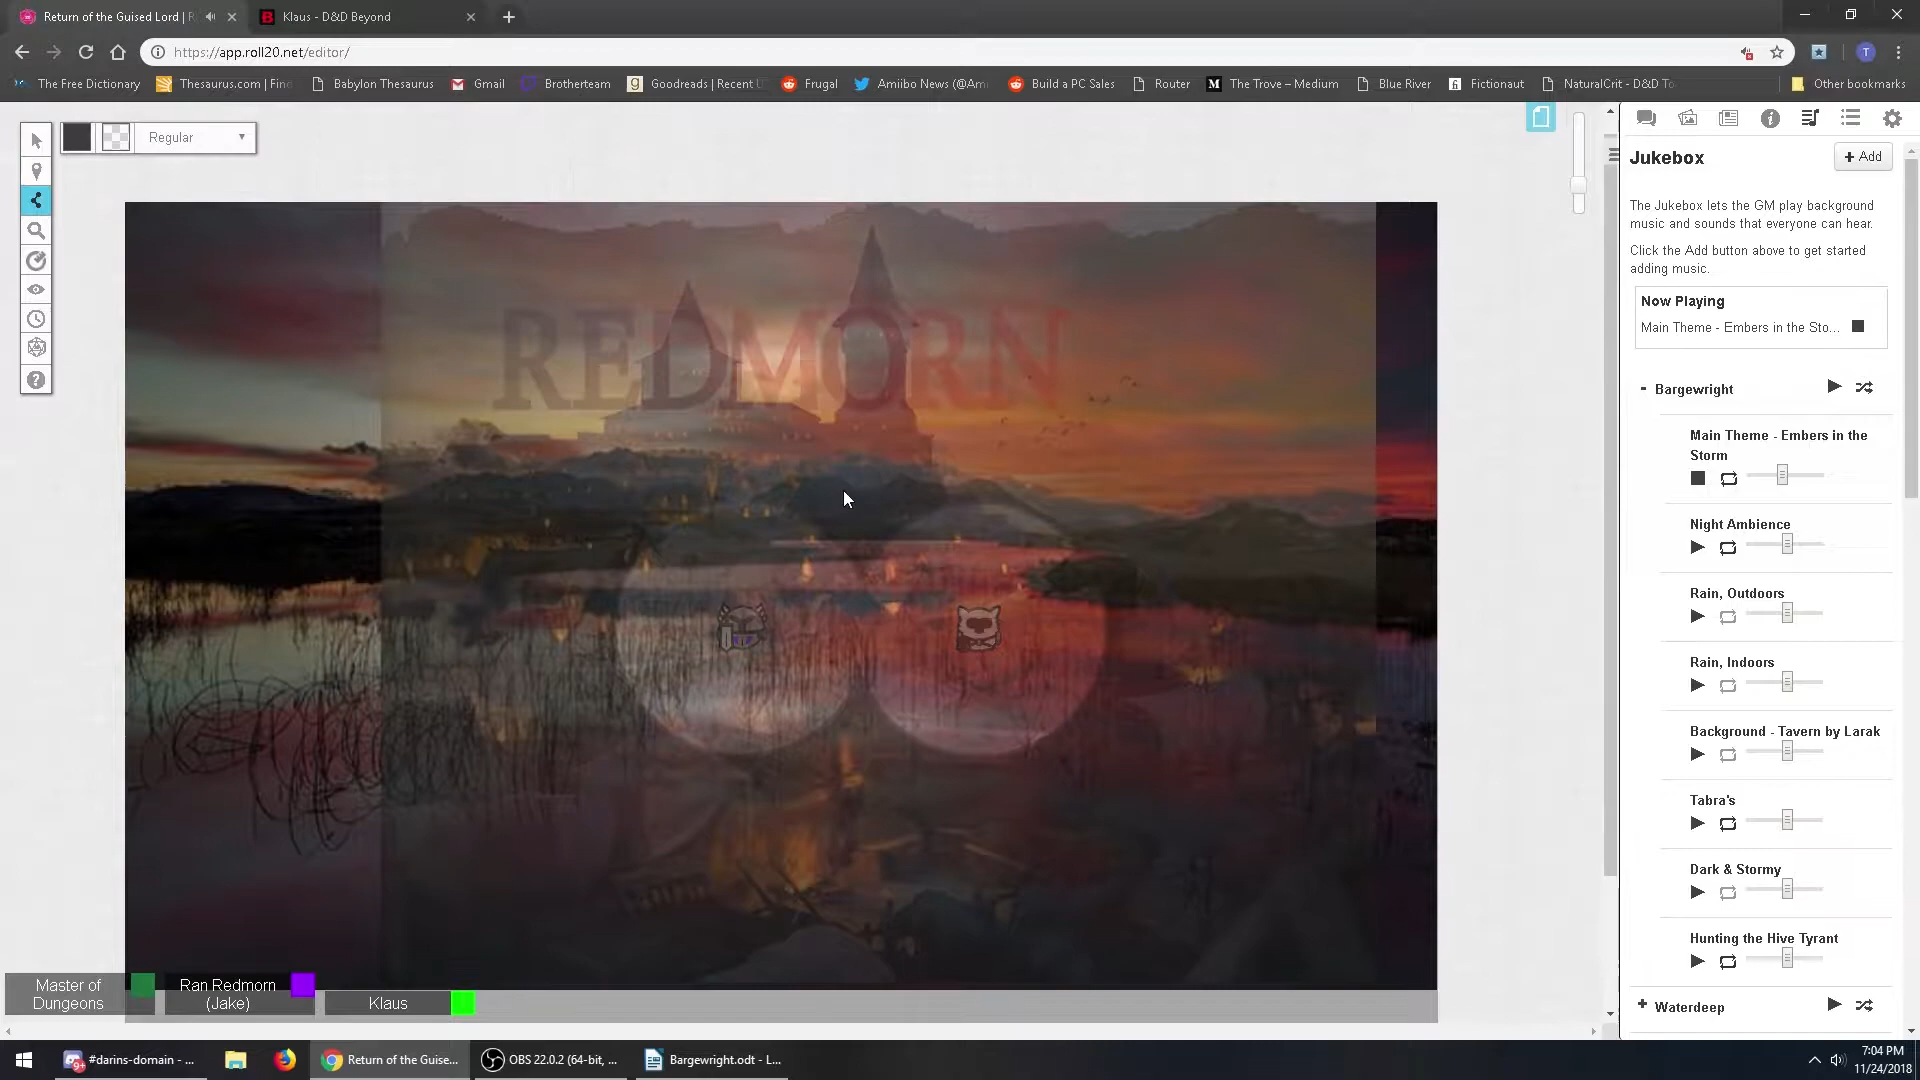 Return of the Guised Lord | R
Klaus - D&D Beyond
https://app.roll20.net/editor/
The Free Dictionary
Thesaurus.com | Fine
Babylon Thesaurus
Gmail
Brotherteam
Goodreads | Recent U
Frugal
Amiibo News (@Ami
Build a PC Sales
Router
The Trove – Medium
Blue River
Fictionaut
NaturalCrit - D&D To
Other bookmarks
Regular
REDMORN
Jukebox
+ Add
The Jukebox lets the GM play background
music and sounds that everyone can hear.
Click the Add button above to get started
adding music.
Now Playing
Main Theme - Embers in the Sto...
- Bargewright
Main Theme - Embers in the
Storm
Night Ambience
Rain, Outdoors
Rain, Indoors
Background - Tavern by Larak
Tabra's
Dark & Stormy
Hunting the Hive Tyrant
+ Waterdeep
Master of
Dungeons
Ran Redmorn
(Jake)
Klaus
9+
#darins-domain - ...
Return of the Guise...
OBS 22.0.2 (64-bit, ...
Bargewright.odt - L...
7:04 PM
11/24/2018